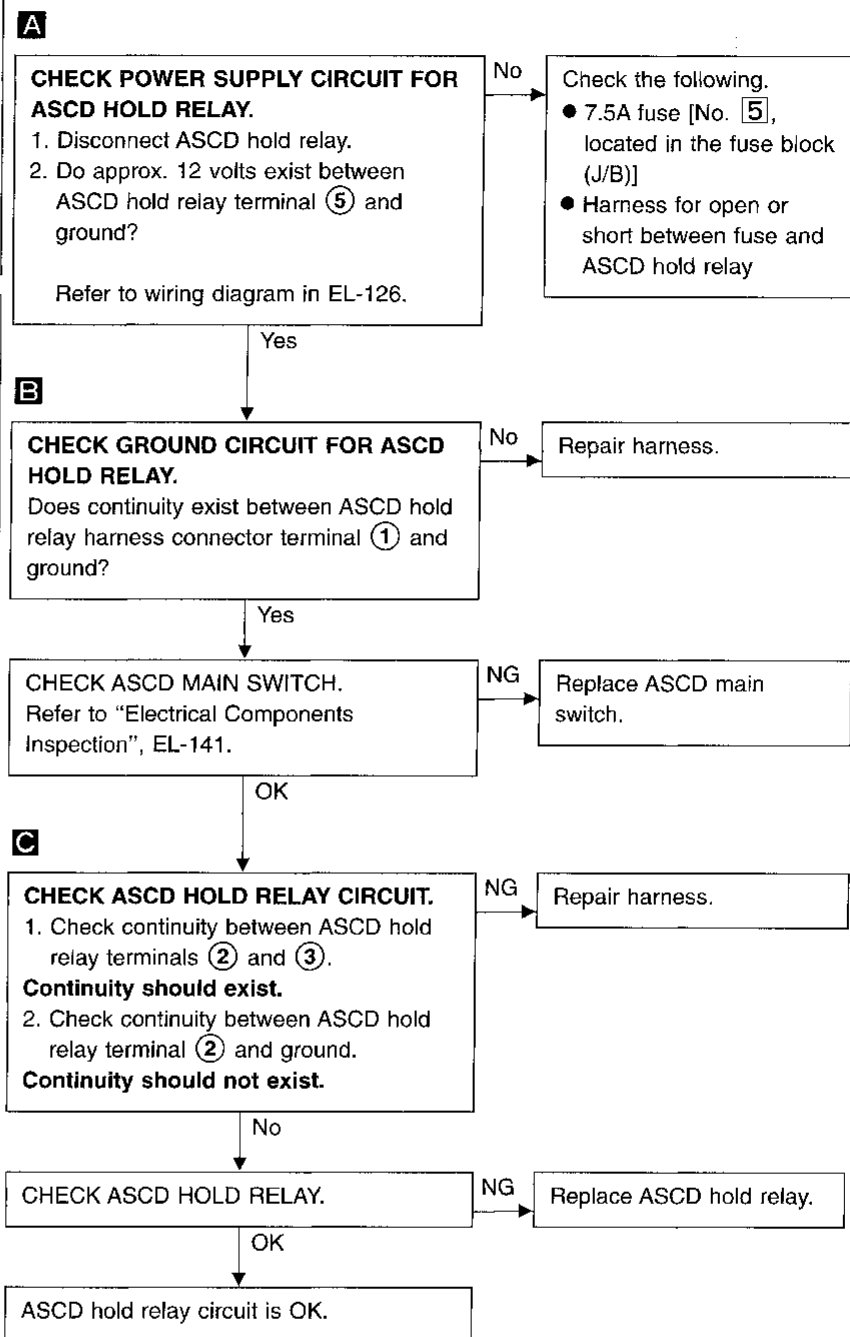 A
CHECK POWER SUPPLY CIRCUIT FOR
ASCD HOLD RELAY.
1. Disconnect ASCD hold relay.
2. Do approx. 12 volts exist between
ASCD hold relay terminal ⑤ and
ground?
Refer to wiring diagram in EL-126.
No
Check the following.
● 7.5A fuse [No. 5,
located in the fuse block
(J/B)]
● Harness for open or
short between fuse and
ASCD hold relay
Yes
B
CHECK GROUND CIRCUIT FOR ASCD
HOLD RELAY.
Does continuity exist between ASCD hold
relay harness connector terminal ① and
ground?
No
Repair harness.
Yes
CHECK ASCD MAIN SWITCH.
Refer to “Electrical Components
Inspection”, EL-141.
NG
Replace ASCD main
switch.
OK
C
CHECK ASCD HOLD RELAY CIRCUIT.
1. Check continuity between ASCD hold
relay terminals ② and ③.
Continuity should exist.
2. Check continuity between ASCD hold
relay terminal ② and ground.
Continuity should not exist.
NG
Repair harness.
No
CHECK ASCD HOLD RELAY.
NG
Replace ASCD hold relay.
OK
ASCD hold relay circuit is OK.